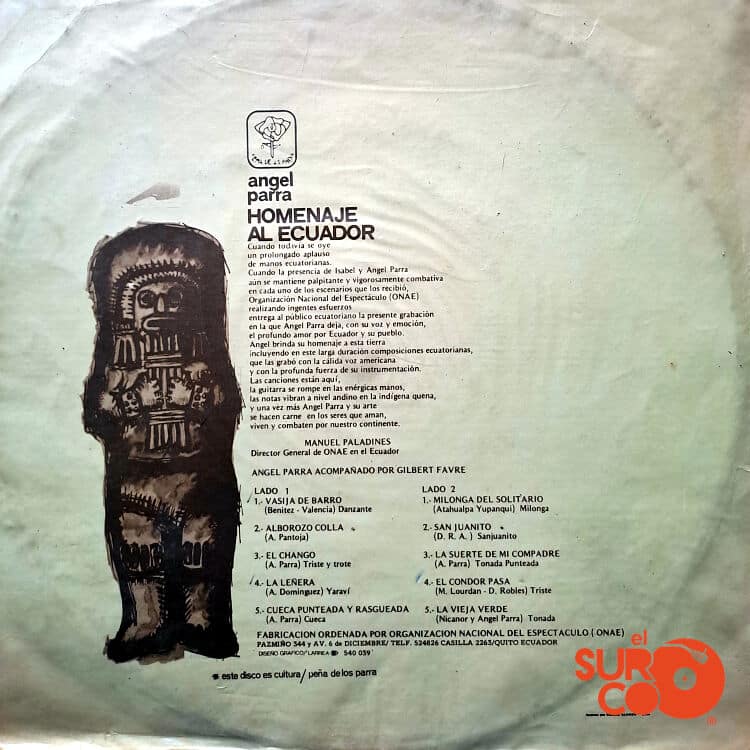 PEÑA DE LOS PARRA
angel
parra
HOMENAJE
AL ECUADOR
Cuando todivía se oye
un prolongado aplauso
de manos ecuatorianas.
Cuando la presencia de Isabel y Angel Parra
aún se mantiene palpitante y vigorosamente combativa
en cada uno de los escenarios que los recibió,
Organización Nacional del Espectáculo (ONAE)
realizando ingentes esfuerzos
entrega al público ecuatoriano la presente grabación
en la que Angel Parra deja, con su voz y emoción,
el profundo amor por Ecuador y su pueblo.
Angel brinda su homenaje a esta tierra
incluyendo en este larga duración composiciones ecuatorianas,
que las grabó con la cálida voz americana
y con la profunda fuerza de su instrumentación.
Las canciones están aquí,
la guitarra se rompe en las enérgicas manos,
las notas vibran a nivel andino en la indígena quena,
y una vez más Angel Parra y su arte
se hacen carne en los seres que aman,
viven y combaten por nuestro continente.
MANUEL PALADINES
Director General de ONAE en el Ecuador
ANGEL PARRA ACOMPAÑADO POR GILBERT FAVRE
LADO 1
1.- VASIJA DE BARRO
(Benitez - Valencia) Danzante
2.- ALBOROZO COLLA
(A. Pantoja)
3.- EL CHANGO
(A. Parra) Triste y trote
4.- LA LEÑERA
(A. Dominguez) Yaraví
5.- CUECA PUNTEADA Y RASGUEADA
(A. Parra) Cueca
LADO 2
1.- MILONGA DEL SOLITARIO
(Atahualpa Yupanqui) Milonga
2.- SAN JUANITO
(D. R. A.) Sanjuanito
3.- LA SUERTE DE MI COMPADRE
(A. Parra) Tonada Punteada
4.- EL CONDOR PASA
(M. Lourdan - D. Robles) Triste
5.- LA VIEJA VERDE
(Nicanor y Angel Parra) Tonada
FABRICACION ORDENADA POR ORGANIZACION NACIONAL DEL ESPECTACULO (ONAE)
PAZMIÑO 344 y AV. 6 de DICIEMBRE/ TELF. 524826 CASILLA 2263/QUITO ECUADOR
DISEÑO GRAFICO/ LARREA 540 039
este disco es cultura/ peña de los parra
el
SUR
CO